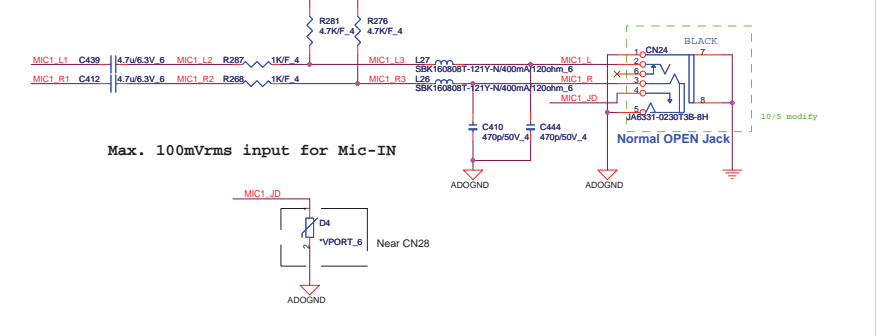 R281
4.7K/F_4
R276
4.7K/F_4
MIC1_L1 C439 4.7u/6.3V_6 MIC1_L2 R287 1K/F_4 MIC1_L3 L27 MIC1_L
SBK160808T-121Y-N/400mA/120ohm_6
MIC1_R1 C412 4.7u/6.3V_6 MIC1_R2 R268 1K/F_4 MIC1_R3 L26 MIC1_R
SBK160808T-121Y-N/400mA/120ohm_6
MIC1_JD
BLACK
1 CN24 7
2
6
3
4
8
5
JA6331-0230T3B-8H
10/5 modify
Normal OPEN Jack
C410
470p/50V_4
C444
470p/50V_4
Max. 100mVrms input for Mic-IN
ADOGND
ADOGND
MIC1_JD
1
D4
*VPORT_6
2
Near CN28
ADOGND